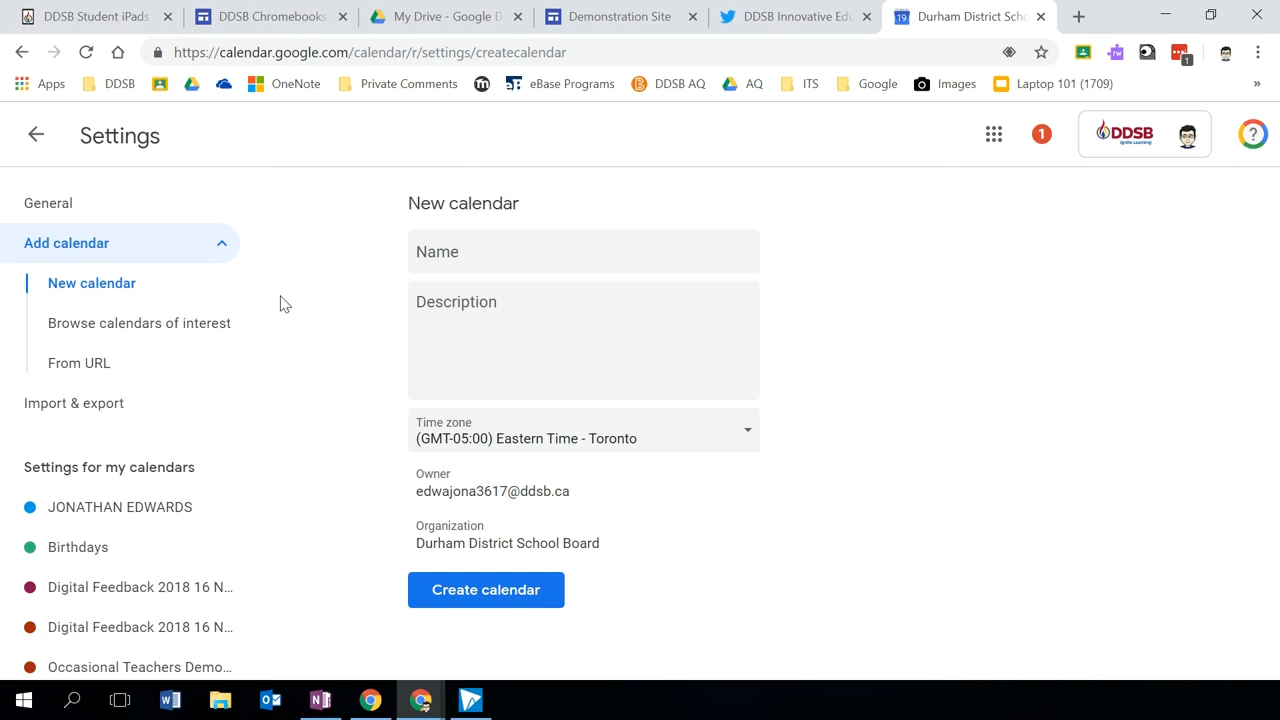 DDSB Student iPads
DDSB Chromebooks
My Drive - Google D
Demonstration Site
DDSB Innovative Edu
19
Durham District Scho
https://calendar.google.com/calendar/r/settings/createcalendar
rw
1
Apps
DDSB
OneNote
Private Comments
eBase Programs
DDSB AQ
AQ
ITS
Google
Images
Laptop 101 (1709)
»
Settings
1
DDSB
Ignite Learning
?
General
Add calendar
New calendar
Browse calendars of interest
From URL
Import & export
Settings for my calendars
JONATHAN EDWARDS
Birthdays
Digital Feedback 2018 16 N...
Digital Feedback 2018 16 N...
Occasional Teachers Demo...
New calendar
Name
Description
Time zone
(GMT-05:00) Eastern Time - Toronto
Owner
edwajona3617@ddsb.ca
Organization
Durham District School Board
Create calendar